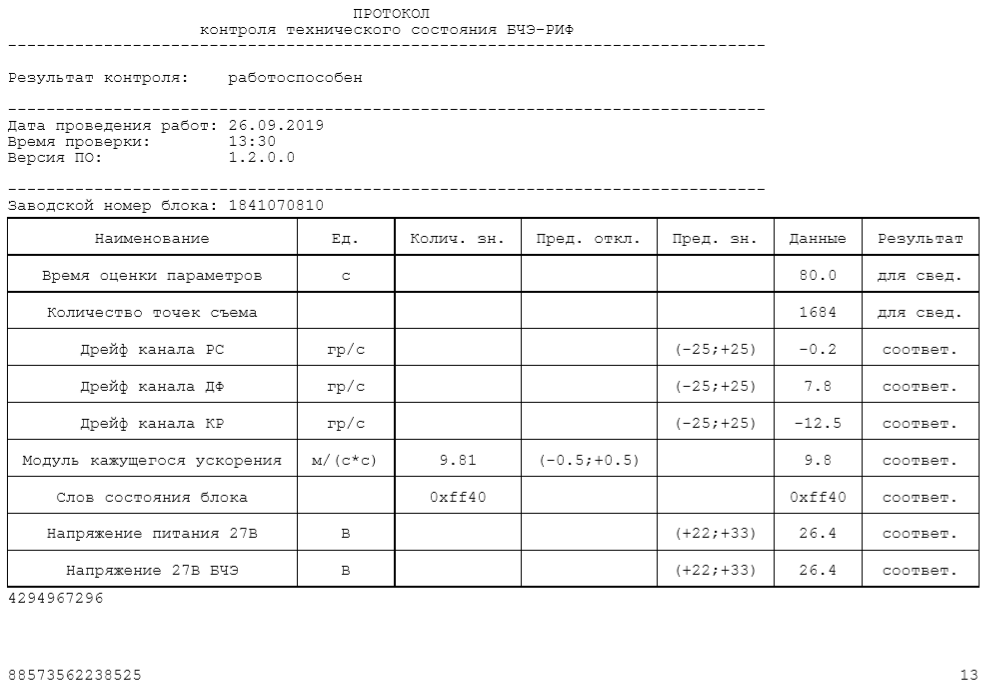 ПРОТОКОЛ
контроля технического состояния БЧЭ-РИФ
--------------------------------------------------------------------------------
Результат контроля: работоспособен
--------------------------------------------------------------------------------
Дата проведения работ: 26.09.2019
Время проверки: 13:30
Версия ПО: 1.2.0.0
--------------------------------------------------------------------------------
Заводской номер блока: 1841070810
Наименование Ед. Колич. зн. Пред. откл. Пред. зн. Данные Результат
Время оценки параметров с 80.0 для свед.
Количество точек съема 1684 для свед.
Дрейф канала РС гр/с (-25;+25) -0.2 соответ.
Дрейф канала ДФ гр/с (-25;+25) 7.8 соответ.
Дрейф канала КР гр/с (-25;+25) -12.5 соответ.
Модуль кажущегося ускорения м/(с*с) 9.81 (-0.5;+0.5) 9.8 соответ.
Слов состояния блока 0xff40 0xff40 соответ.
Напряжение питания 27В В (+22;+33) 26.4 соответ.
Напряжение 27В БЧЭ В (+22;+33) 26.4 соответ.
4294967296
88573562238525 13